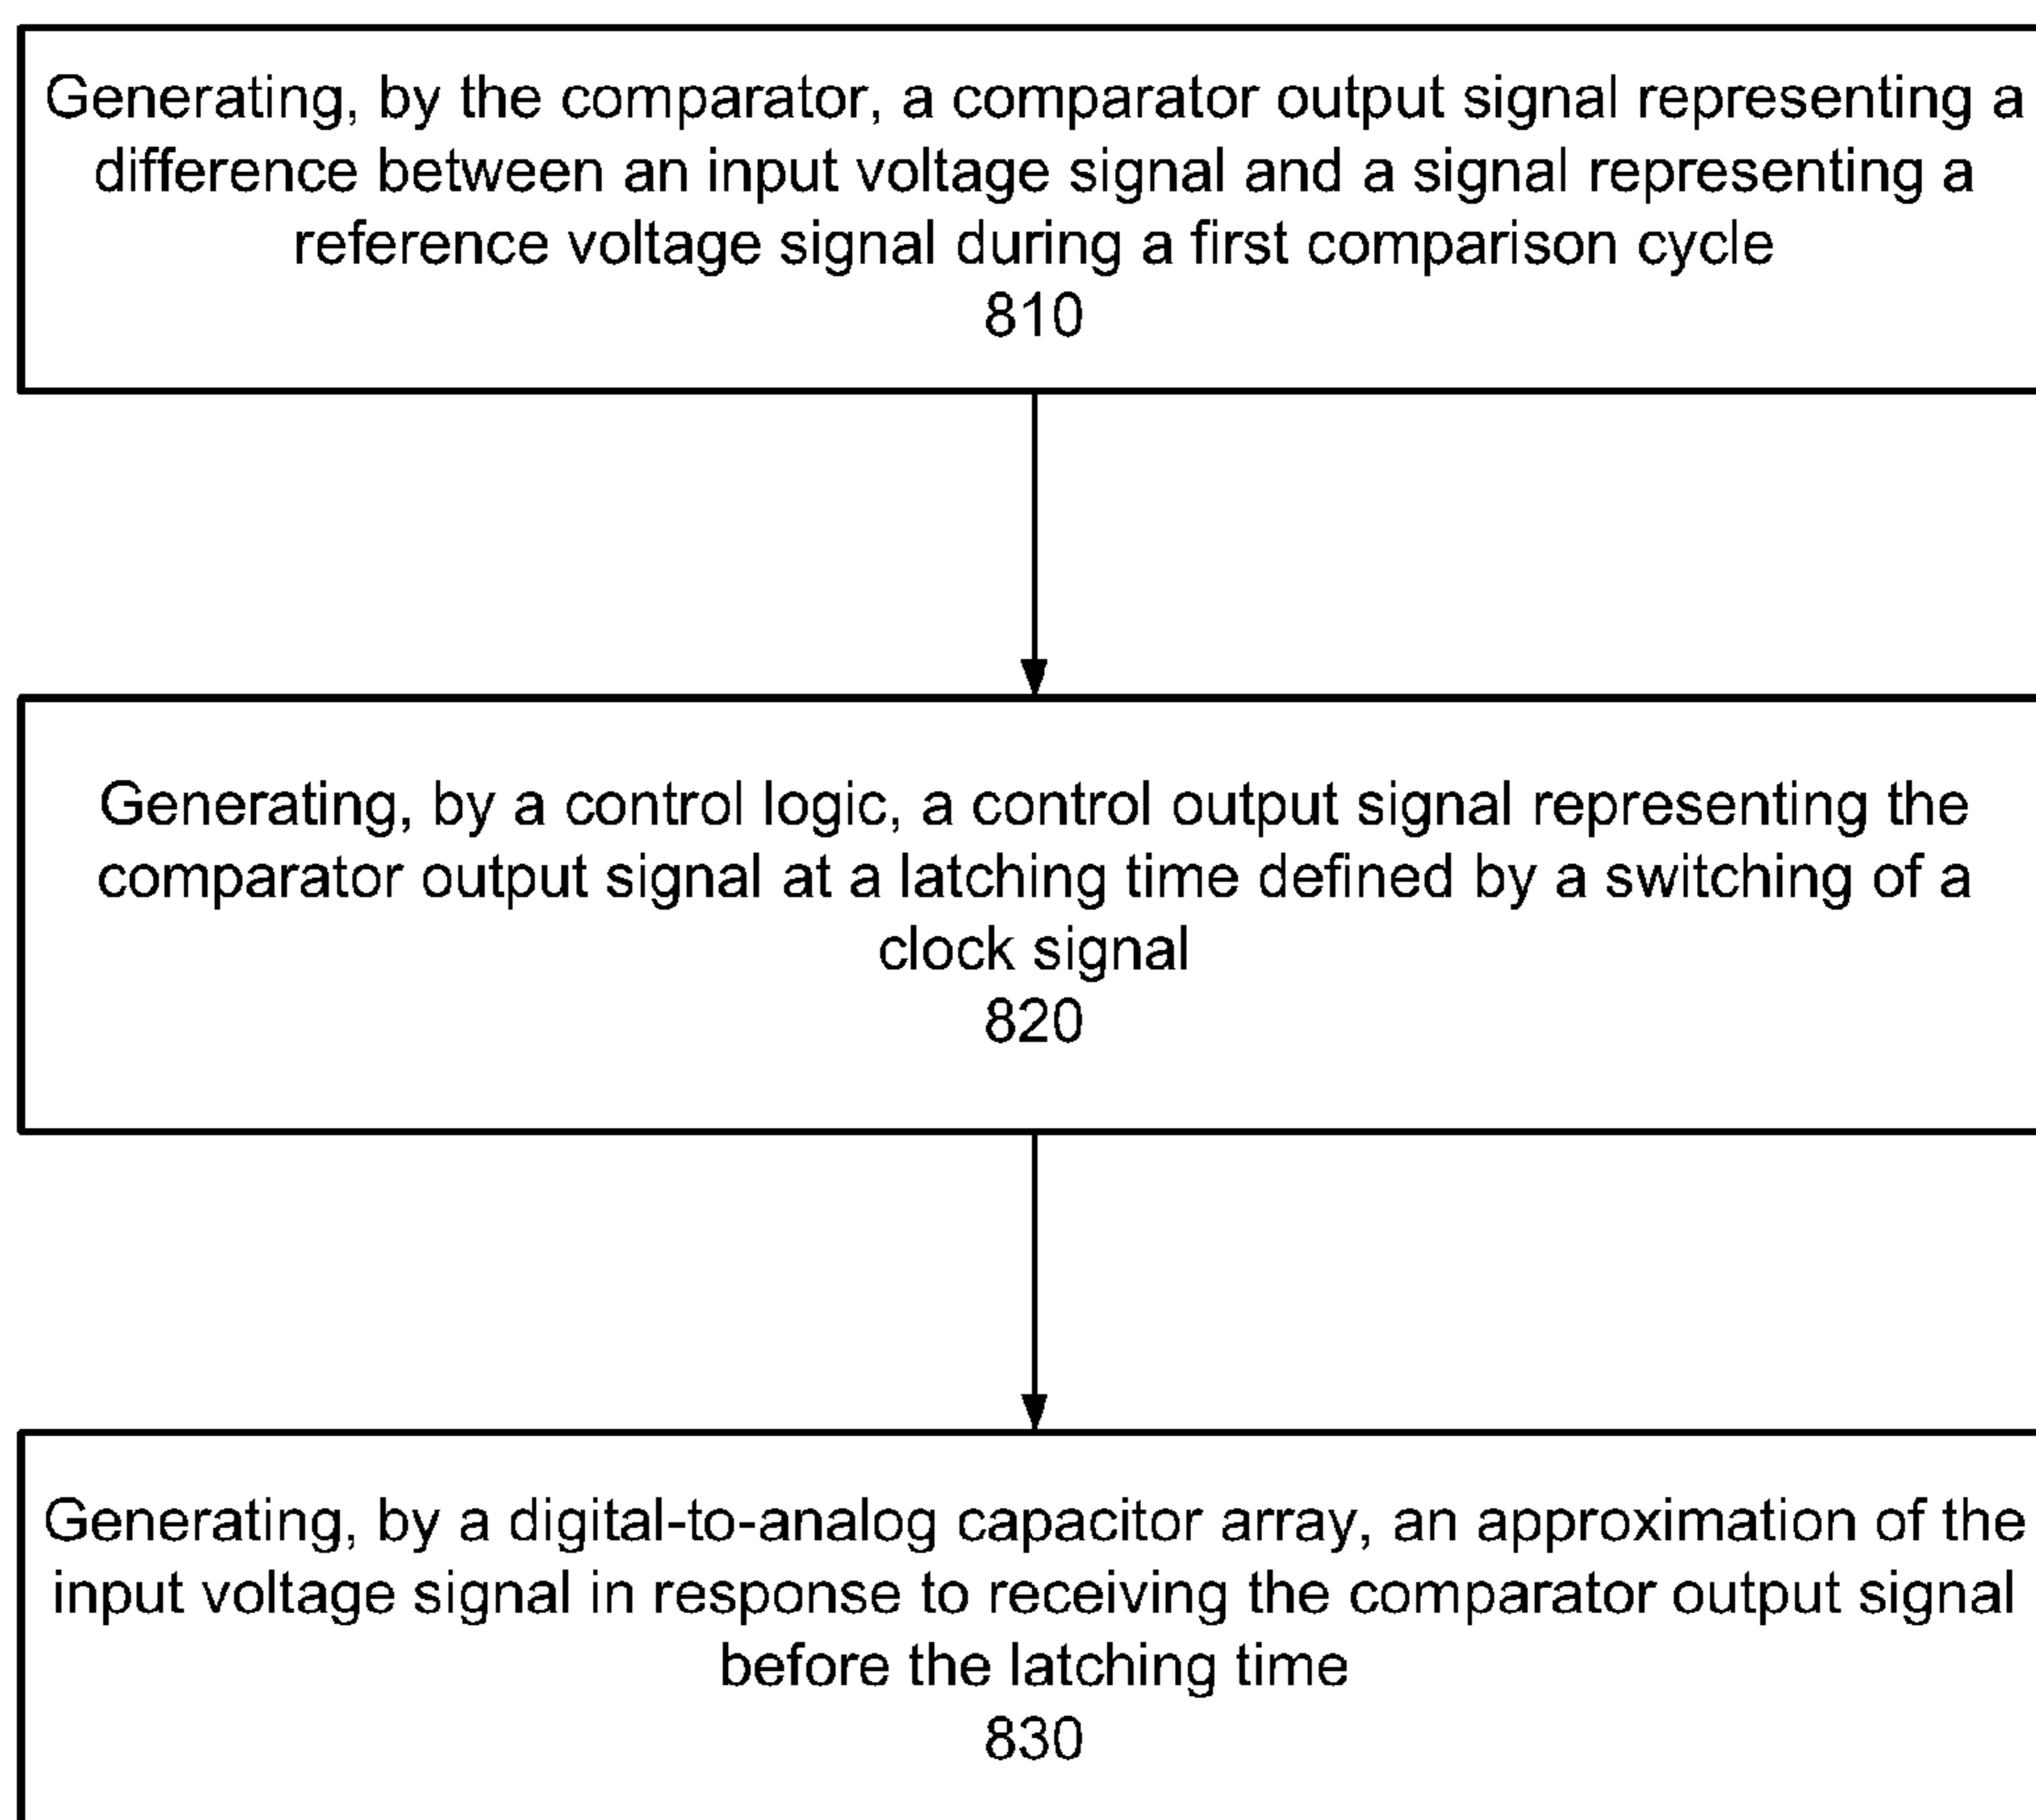 Generating, by the comparator, a comparator output signal representing a
difference between an input voltage signal and a signal representing a
reference voltage signal during a first comparison cycle
810
Generating, by a control logic, a control output signal representing the
comparator output signal at a latching time defined by a switching of a
clock signal
820
Generating, by a digital-to-analog capacitor array, an approximation of the
input voltage signal in response to receiving the comparator output signal
before the latching time
830